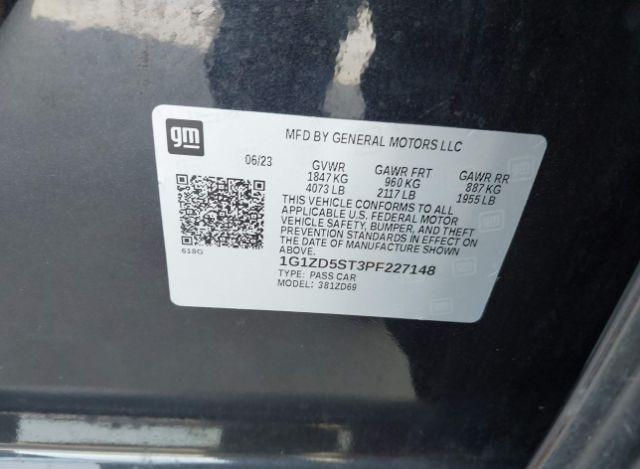 gm
MFD BY GENERAL MOTORS LLC
06/23 GVWR GAWR FRT GAWR RR
1847 KG 960 KG 887 KG
4073 LB 2117 LB 1955 LB
THIS VEHICLE CONFORMS TO ALL
APPLICABLE U.S. FEDERAL MOTOR
VEHICLE SAFETY, BUMPER, AND THEFT
PREVENTION STANDARDS IN EFFECT ON
THE DATE OF MANUFACTURE SHOWN
ABOVE.
618G
1G1ZD5ST3PF227148
TYPE: PASS CAR
MODEL: 381ZD69